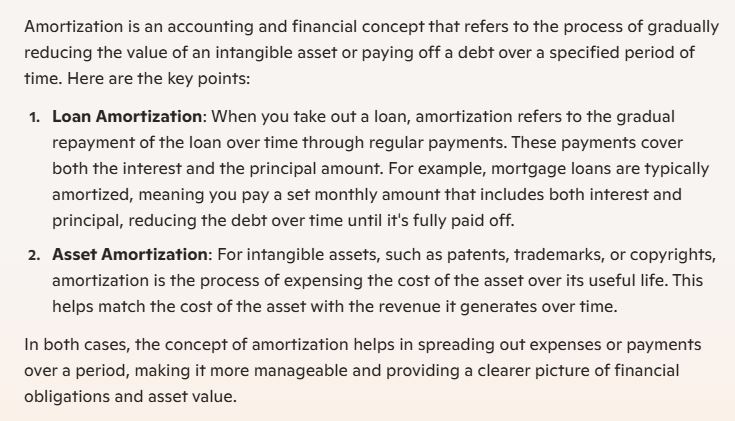 Amortization is an accounting and financial concept that refers to the process of gradually
reducing the value of an intangible asset or paying off a debt over a specified period of
time. Here are the key points:
1. Loan Amortization: When you take out a loan, amortization refers to the gradual
repayment of the loan over time through regular payments. These payments cover
both the interest and the principal amount. For example, mortgage loans are typically
amortized, meaning you pay a set monthly amount that includes both interest and
principal, reducing the debt over time until it's fully paid off.
2. Asset Amortization: For intangible assets, such as patents, trademarks, or copyrights,
amortization is the process of expensing the cost of the asset over its useful life. This
helps match the cost of the asset with the revenue it generates over time.
In both cases, the concept of amortization helps in spreading out expenses or payments
over a period, making it more manageable and providing a clearer picture of financial
obligations and asset value.